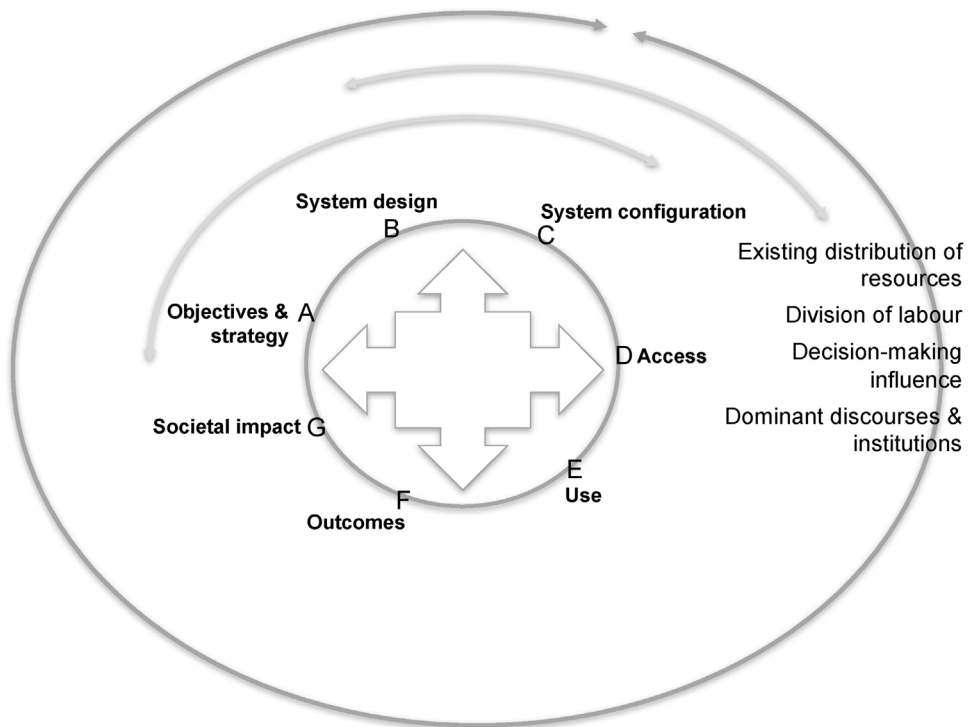 System design
B
System configuration
C
Existing distribution of
resources
Objectives &
strategy
A
Division of labour
D
Access
Decision-making
influence
Societal impact
G
Dominant discourses &
institutions
E
Use
F
Outcomes